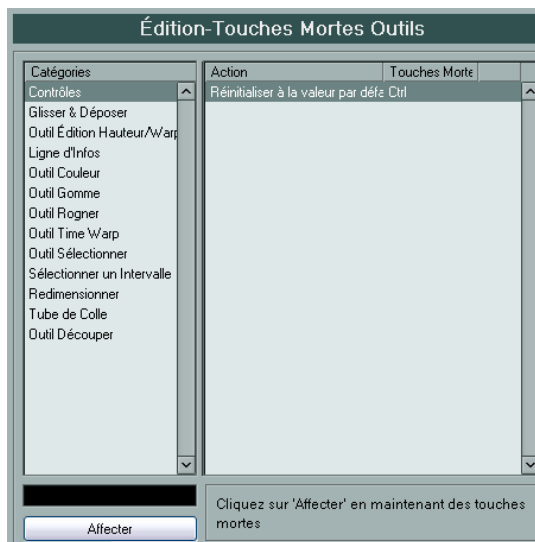 Édition-Touches Mortes Outils
Catégories
Action Touches Morte
Contrôles
Réinitialiser à la valeur par défa Ctrl
Glisser & Déposer
Outil Édition Hauteur/Warp
Ligne d'Infos
Outil Couleur
Outil Gomme
Outil Rogner
Outil Time Warp
Outil Sélectionner
Sélectionner un Intervalle
Redimensionner
Tube de Colle
Outil Découper
Cliquez sur 'Affecter' en maintenant des touches
mortes
Affecter